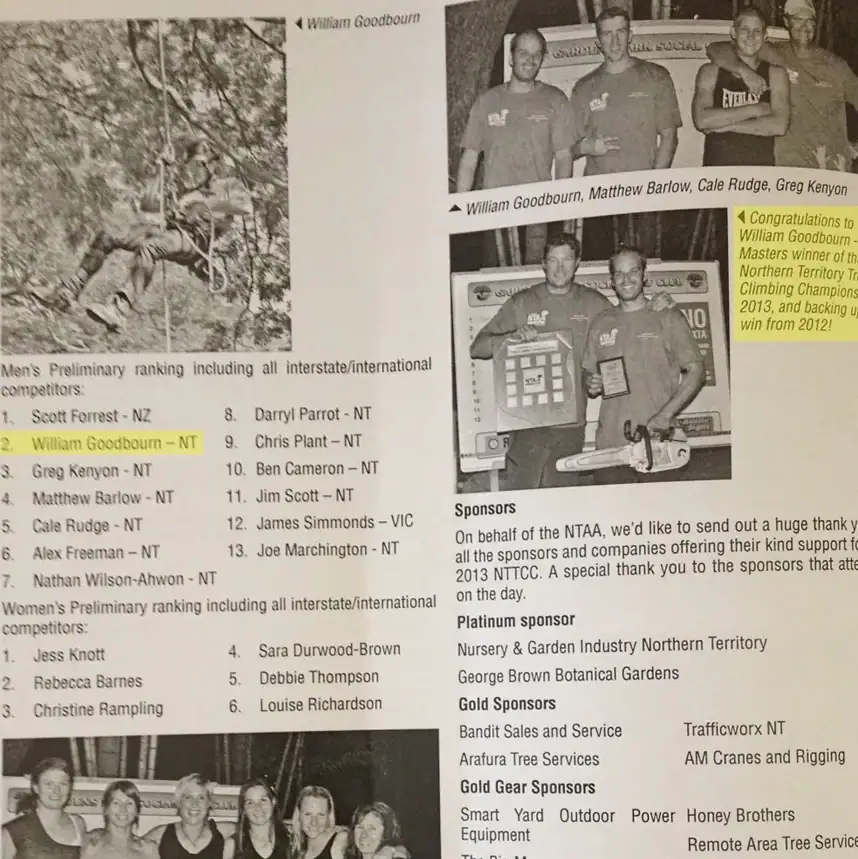 ◀ William Goodbourn
Men's Preliminary ranking including all interstate/international
competitors:
1. Scott Forrest - NZ
2. William Goodbourn – NT
3. Greg Kenyon - NT
4. Matthew Barlow - NT
5. Cale Rudge - NT
6. Alex Freeman – NT
7. Nathan Wilson-Ahwon - NT
8. Darryl Parrot - NT
9. Chris Plant – NT
10. Ben Cameron – NT
11. Jim Scott – NT
12. James Simmonds – VIC
13. Joe Marchington - NT
Women's Preliminary ranking including all interstate/international
competitors:
1. Jess Knott
2. Rebecca Barnes
3. Christine Rampling
4. Sara Durwood-Brown
5. Debbie Thompson
6. Louise Richardson
SOCIAL CLUB
SOCIAL
NTAA
EVERLAST
▲ William Goodbourn, Matthew Barlow, Cale Rudge, Greg Kenyon
◀ Congratulations to
William Goodbourn -
Masters winner of
Northern Territory
Climbing
2013, and backing
win from 2012!
CLUB
NO
NTAA
Sponsors
On behalf of the NTAA, we'd like to send out a huge thank
all the sponsors and companies offering their kind support
2013 NTTCC. A special thank you to the sponsors that
on the day.
Platinum sponsor
Nursery & Garden Industry Northern Territory
George Brown Botanical Gardens
Gold Sponsors
Bandit Sales and Service
Trafficworx NT
Arafura Tree Services
AM Cranes and Rigging
Gold Gear Sponsors
Smart Yard Outdoor Power
Equipment
Honey Brothers
Remote Area Tree